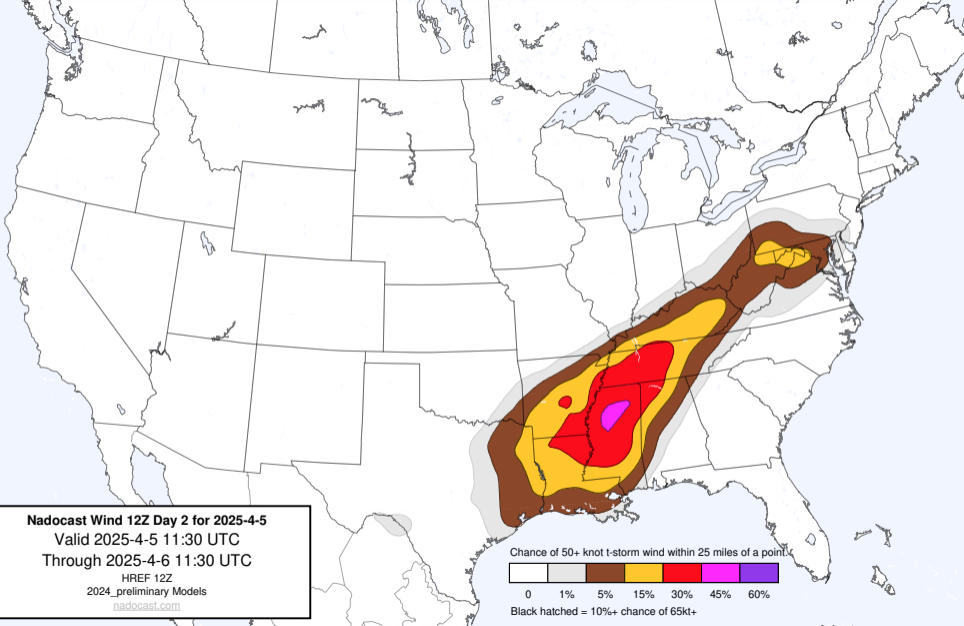 Nadocast Wind 12Z Day 2 for 2025-4-5
Valid 2025-4-5 11:30 UTC
Through 2025-4-6 11:30 UTC
HREF 12Z
2024_preliminary Models
nadocast.com
Chance of 50+ knot t-storm wind within 25 miles of a point.
0 1% 5% 15% 30% 45% 60%
Black hatched = 10%+ chance of 65kt+